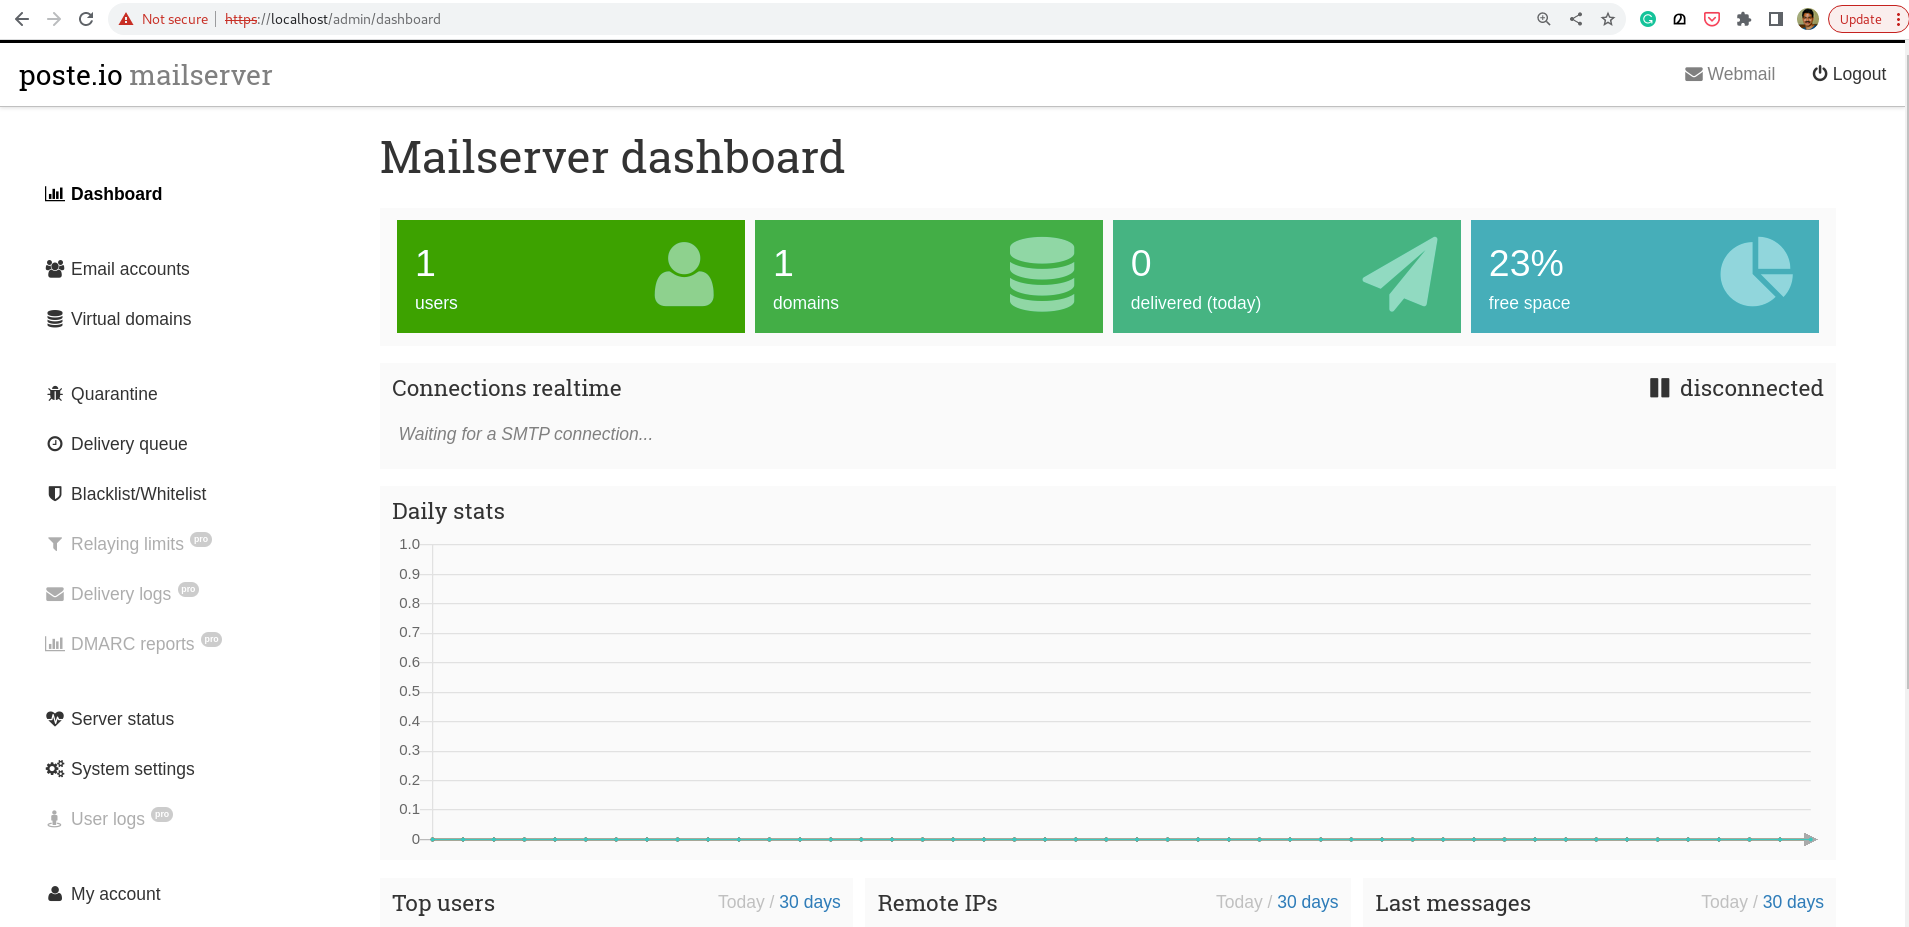 Not secure | https://localhost/admin/dashboard
Update
poste.io mailserver
Webmail
Logout
Mailserver dashboard
Dashboard
Email accounts
Virtual domains
Quarantine
Delivery queue
Blacklist/Whitelist
Relaying limits pro
Delivery logs pro
DMARC reports pro
Server status
System settings
User logs pro
My account
1
users
1
domains
0
delivered (today)
23%
free space
Connections realtime
disconnected
Waiting for a SMTP connection...
Daily stats
1.0
0.9
0.8
0.7
0.6
0.5
0.4
0.3
0.2
0.1
0
Top users
Today / 30 days
Remote IPs
Today / 30 days
Last messages
Today / 30 days